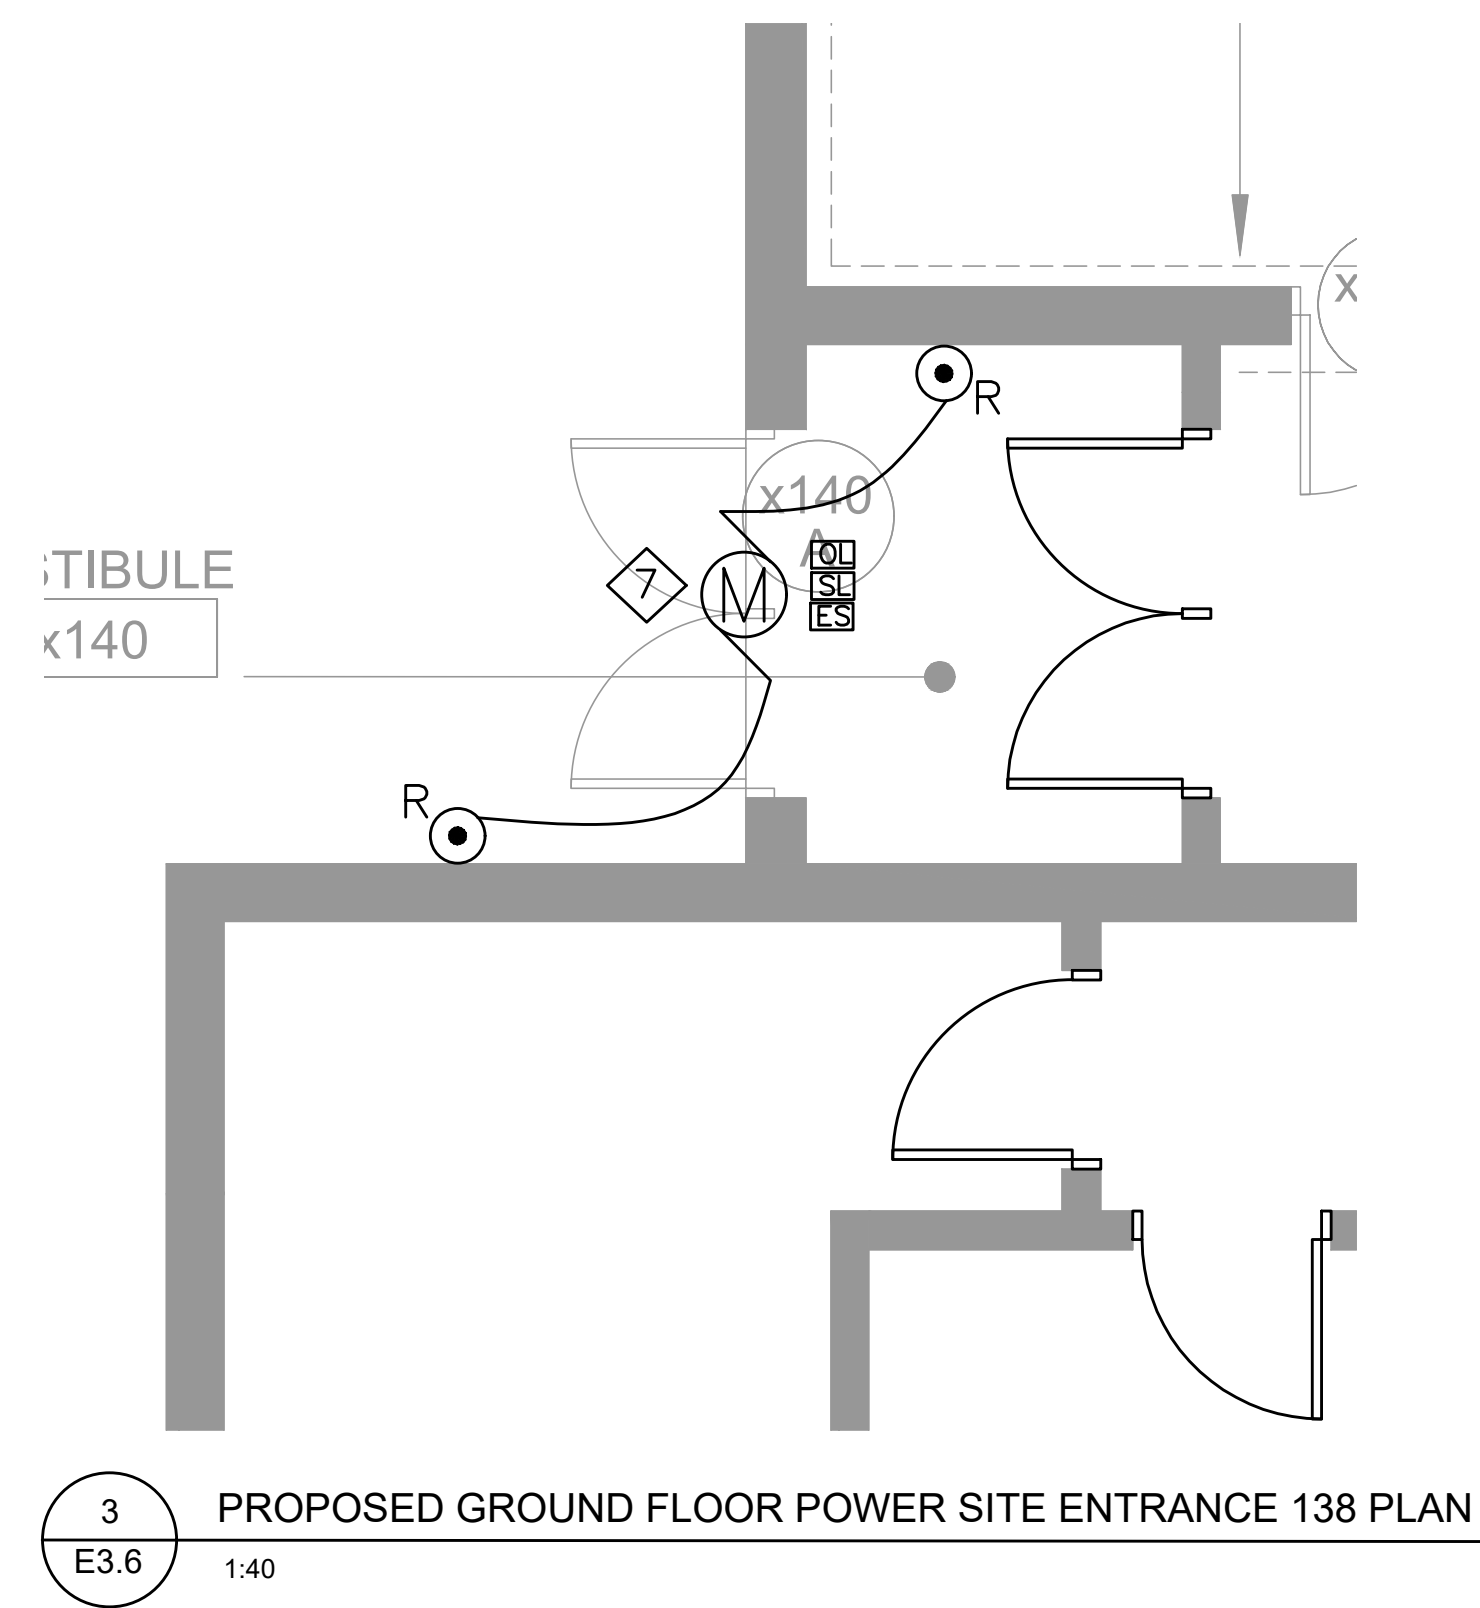 x
R
x140
A
OL
SL
ES
7
M
STIBULE
x140
R
3
E3.6
PROPOSED GROUND FLOOR POWER SITE ENTRANCE 138 PLAN
1:40